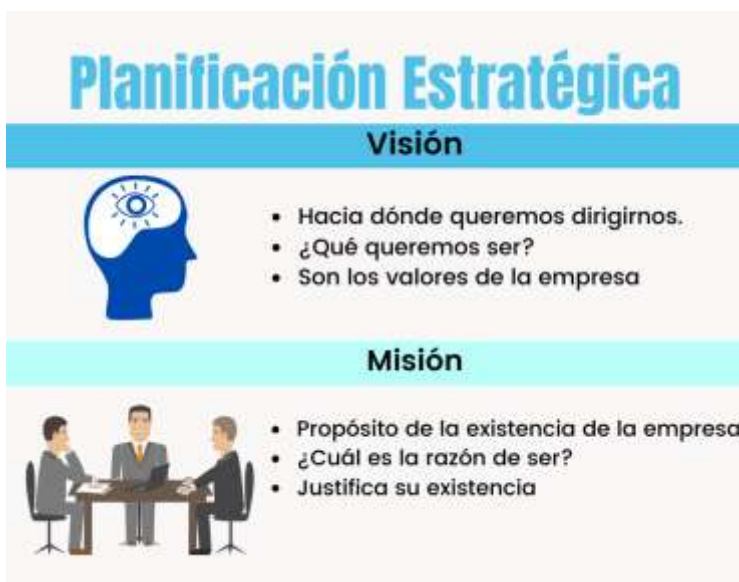 Planificación Estratégica
Visión
• Hacia dónde queremos dirigirnos.
• ¿Qué queremos ser?
• Son los valores de la empresa
Misión
• Propósito de la existencia de la empresa
• ¿Cuál es la razón de ser?
• Justifica su existencia